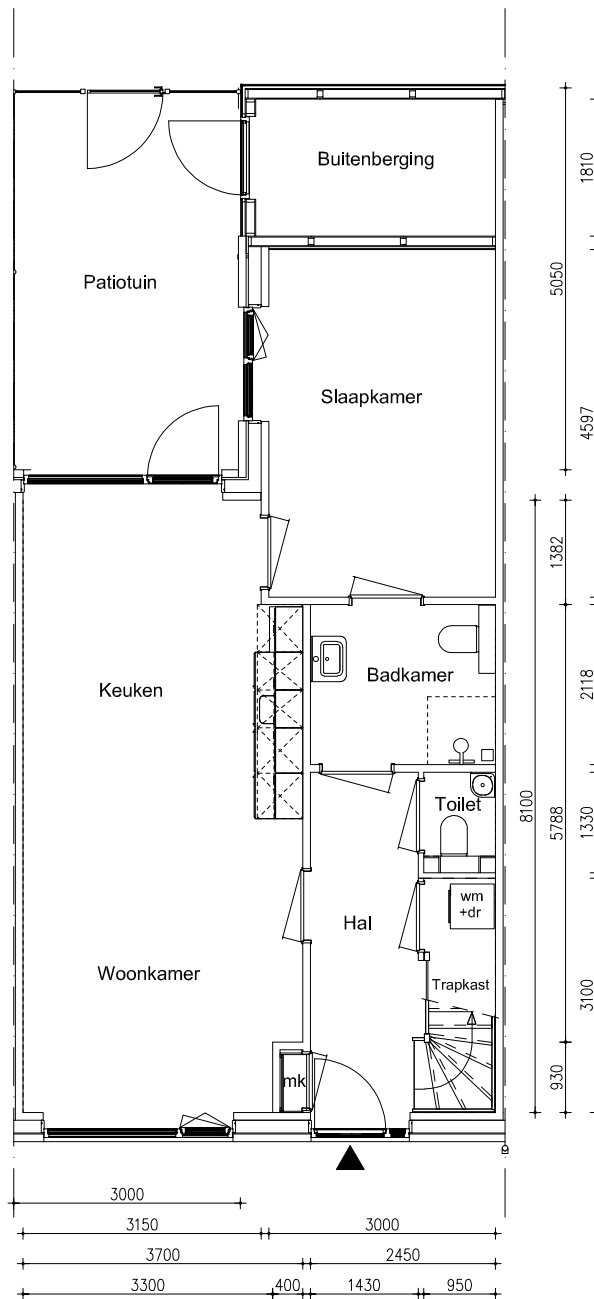 Buitenberging
1810
Patiotuin
5050
Slaapkamer
4597
1382
Keuken
Badkamer
2118
Toilet
8100
5788
1330
wm
+dr
Hal
Woonkamer
Trapkast
3100
mk
930
3000
3150
3000
3700
2450
3300
400
1430
950